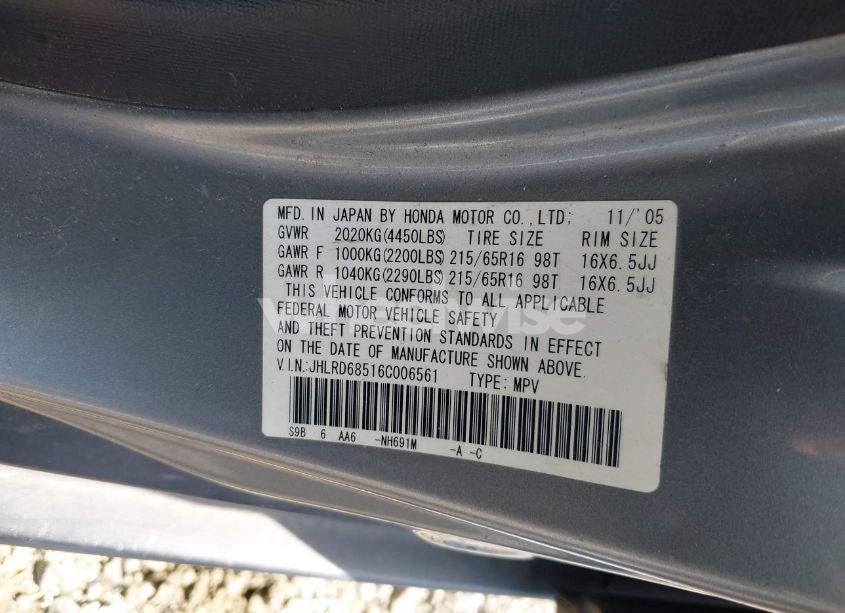 MFD. IN JAPAN BY HONDA MOTOR CO., LTD; 11/'05
GVWR 2020KG(4450LBS) TIRE SIZE RIM SIZE
GAWR F 1000KG(2200LBS) 215/65R16 98T 16X6.5JJ
GAWR R 1040KG(2290LBS) 215/65R16 98T 16X6.5JJ
THIS VEHICLE CONFORMS TO ALL APPLICABLE
FEDERAL MOTOR VEHICLE SAFETY
AND THEFT PREVENTION STANDARDS IN EFFECT
ON THE DATE OF MANUFACTURE SHOWN ABOVE.
V.I.N:JHLRD68516C006561 TYPE: MPV
S9B 6 AA6 -NH691M -A -C